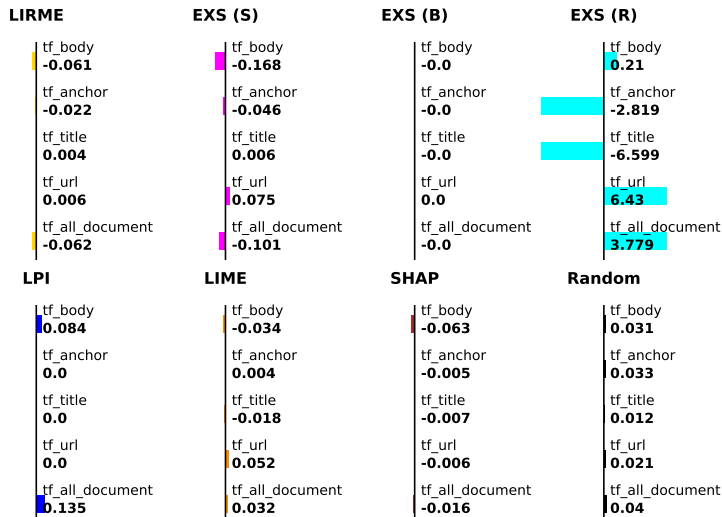 LIRME
tf_body
-0.061
tf_anchor
-0.022
tf_title
0.004
tf_url
0.006
tf_all_document
-0.062
EXS (S)
tf_body
-0.168
tf_anchor
-0.046
tf_title
0.006
tf_url
0.075
tf_all_document
-0.101
EXS (B)
tf_body
-0.0
tf_anchor
-0.0
tf_title
-0.0
tf_url
0.0
tf_all_document
-0.0
EXS (R)
tf_body
0.21
tf_anchor
-2.819
tf_title
-6.599
tf_url
6.43
tf_all_document
3.779
LPI
tf_body
0.084
tf_anchor
0.0
tf_title
0.0
tf_url
0.0
tf_all_document
0.135
LIME
tf_body
-0.034
tf_anchor
0.004
tf_title
-0.018
tf_url
0.052
tf_all_document
0.032
SHAP
tf_body
-0.063
tf_anchor
-0.005
tf_title
-0.007
tf_url
-0.006
tf_all_document
-0.016
Random
tf_body
0.031
tf_anchor
0.033
tf_title
0.012
tf_url
0.021
tf_all_document
0.04